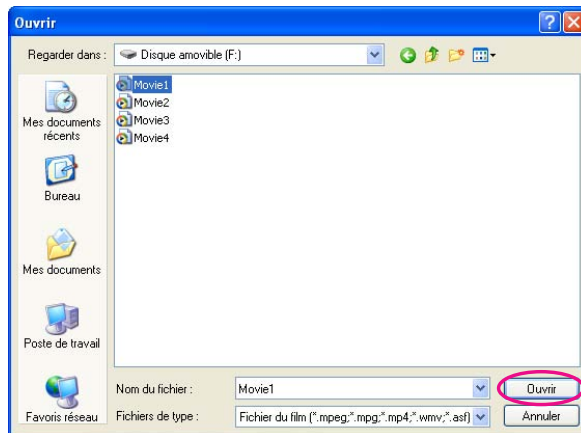 Ouvrir
Regarder dans :
Disque amovible (F:)
Movie1
Movie2
Movie3
Movie4
Mes documents
récents
Bureau
Mes documents
Poste de travail
Favoris réseau
Nom du fichier :
Movie1
Ouvrir
Fichiers de type :
Fichier du film (*.mpeg;*.mpg;*.mp4;*.wmv;*.asf)
Annuler